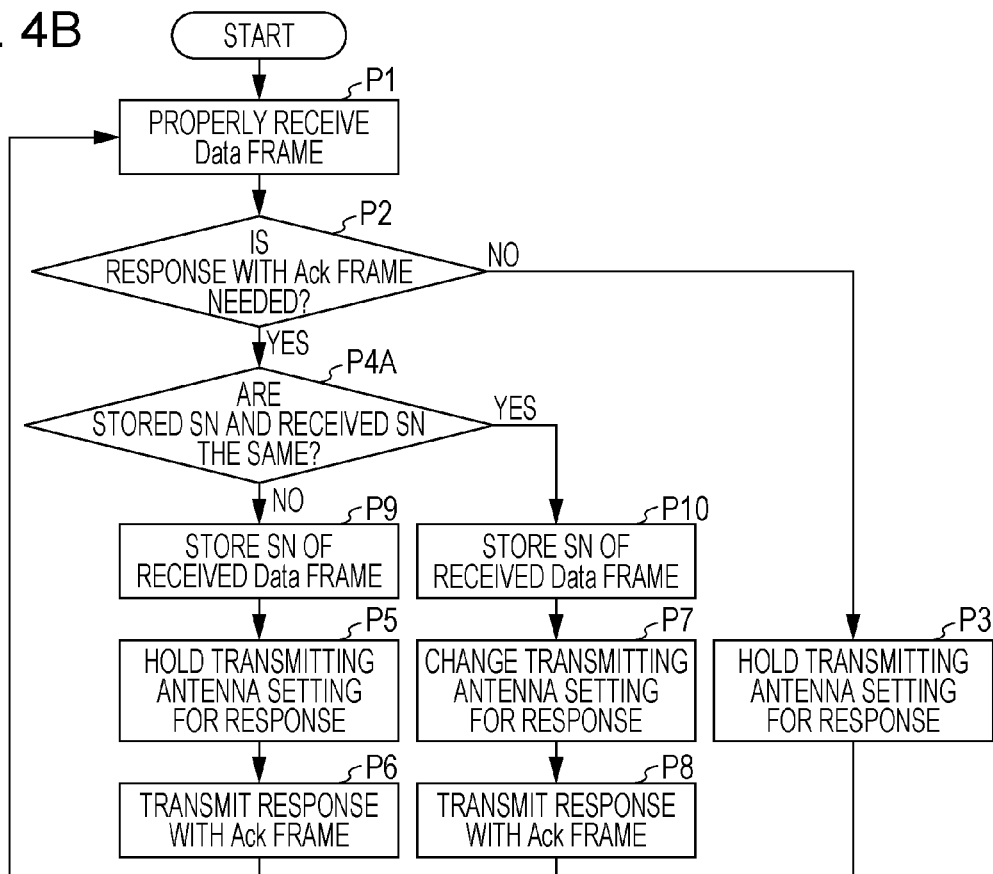 . 4B
START
P1
PROPERLY RECEIVE
Data FRAME
P2
IS
RESPONSE WITH Ack FRAME
NEEDED?
NO
YES
P4A
ARE
STORED SN AND RECEIVED SN
THE SAME?
YES
NO
P9
STORE SN OF
RECEIVED Data FRAME
P10
STORE SN OF
RECEIVED Data FRAME
P5
HOLD TRANSMITTING
ANTENNA SETTING
FOR RESPONSE
P7
CHANGE TRANSMITTING
ANTENNA SETTING
FOR RESPONSE
P3
HOLD TRANSMITTING
ANTENNA SETTING
FOR RESPONSE
P6
TRANSMIT RESPONSE
WITH Ack FRAME
P8
TRANSMIT RESPONSE
WITH Ack FRAME